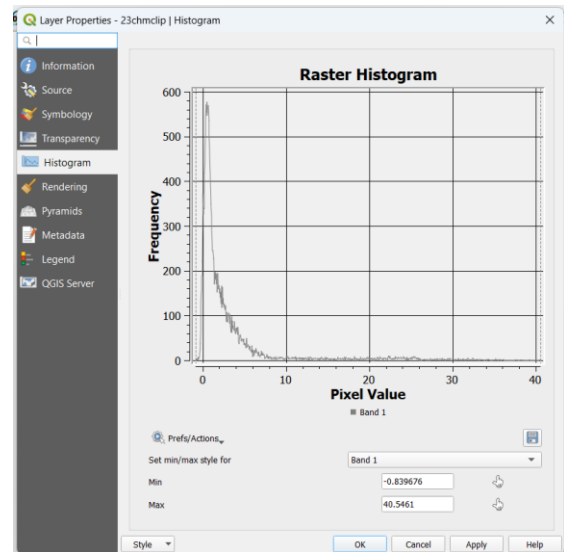 Layer Properties - 23chmclip | Histogram
Information
Source
Symbology
Transparency
Histogram
Rendering
Pyramids
Metadata
Legend
QGIS Server
Raster Histogram
600
500
400
300
200
100
0
Frequency
0 10 20 30 40
Pixel Value
Band 1
Prefs/Actions
Set min/max style for Band 1
Min -0.839676
Max 40.5461
Style OK Cancel Apply Help